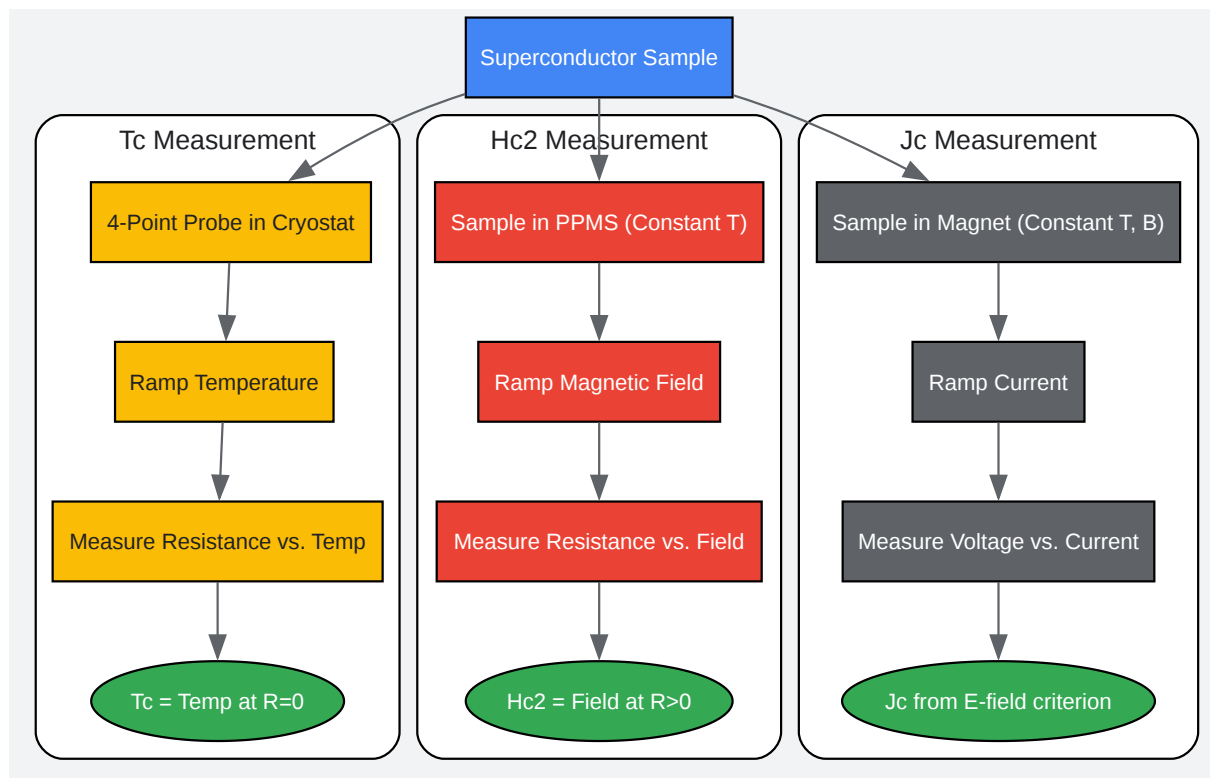 Superconductor Sample
Tc Measurement
Hc2 Measurement
Jc Measurement
4-Point Probe in Cryostat
Sample in PPMS (Constant T)
Sample in Magnet (Constant T, B)
Ramp Temperature
Ramp Magnetic Field
Ramp Current
Measure Resistance vs. Temp
Measure Resistance vs. Field
Measure Voltage vs. Current
Tc = Temp at R=0
Hc2 = Field at R>0
Jc from E-field criterion